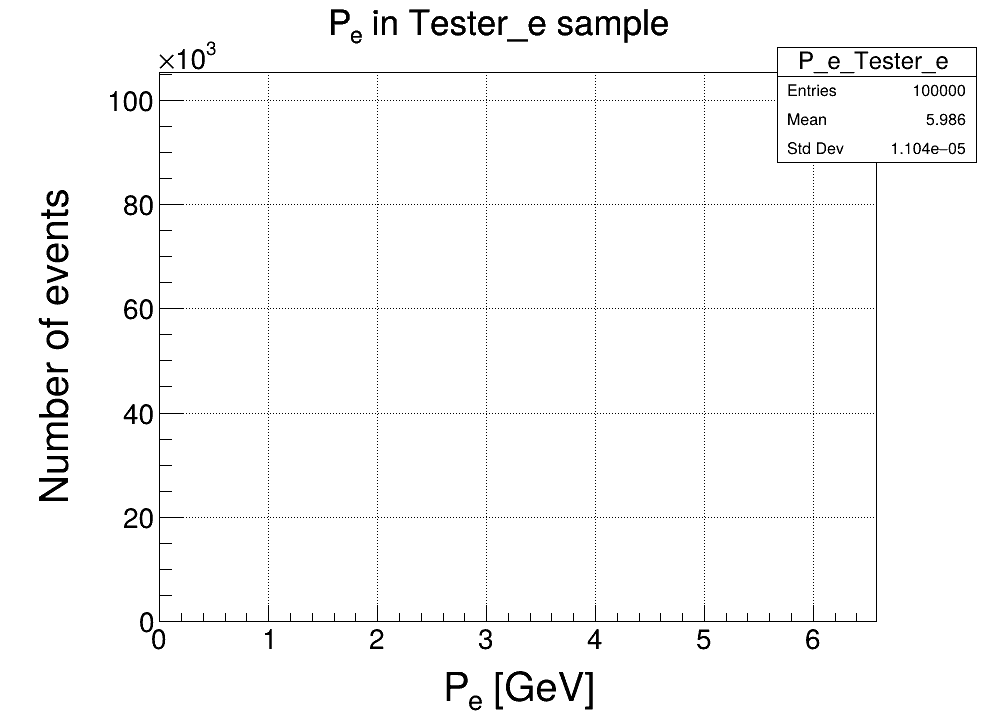 Pe in Tester_e sample
×10³
P_e_Tester_e
Entries 100000
Mean 5.986
Std Dev 1.104e−05
100
80
60
40
20
0
Number of events
0 1 2 3 4 5 6
Pe [GeV]